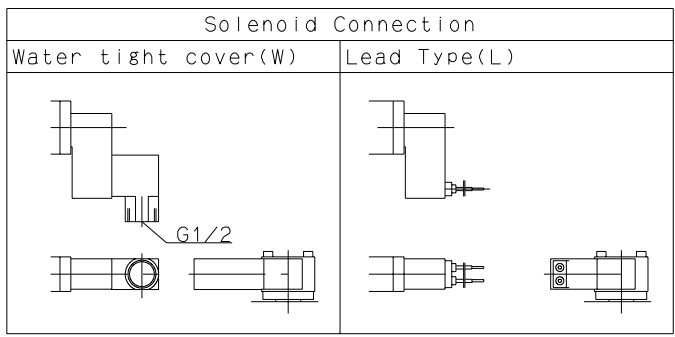 Solenoid Connection
Water tight cover(W)
Lead Type(L)
G1/2